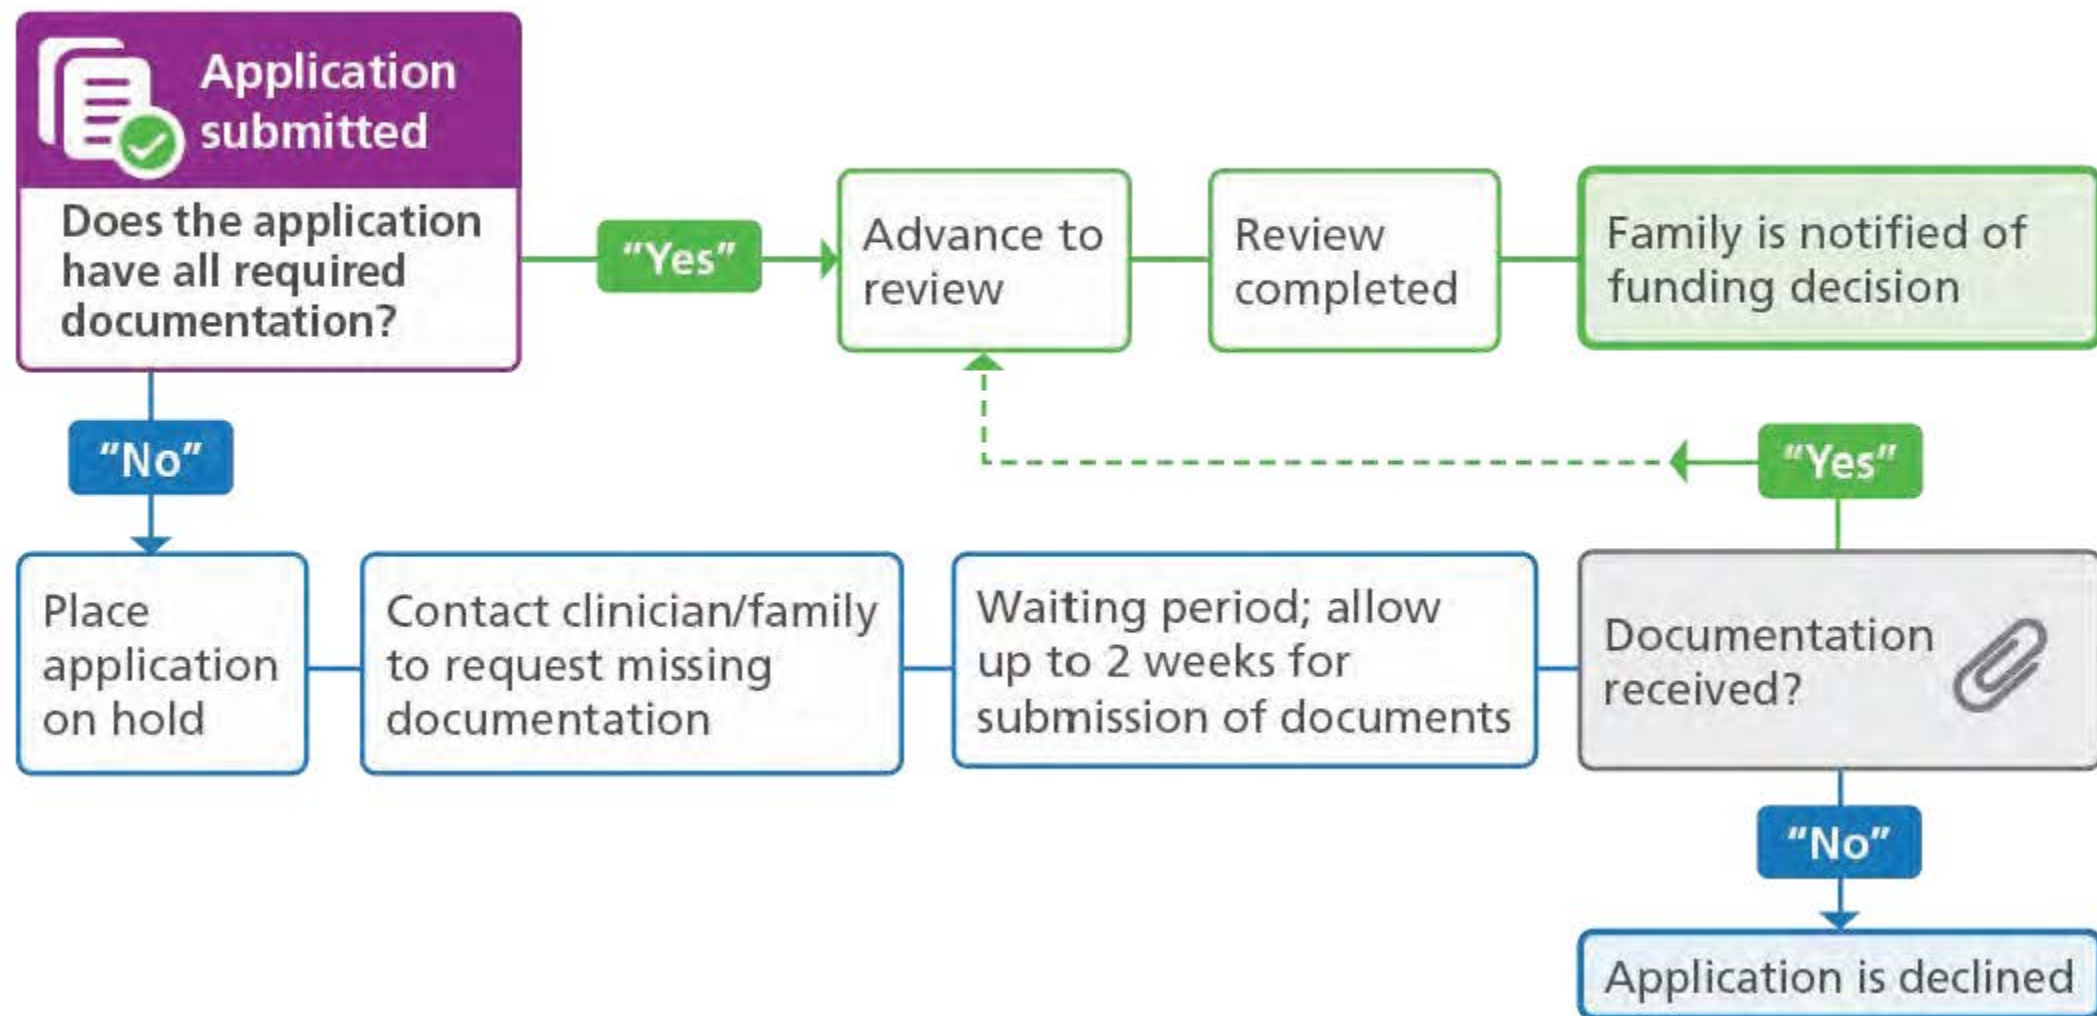 Application
submitted
Does the application
have all required
documentation?
“Yes”
Advance to
review
Review
completed
Family is notified of
funding decision
“No”
“Yes”
Place
application
on hold
Contact clinician/family
to request missing
documentation
Waiting period; allow
up to 2 weeks for
submission of documents
Documentation
received?
“No”
Application is declined